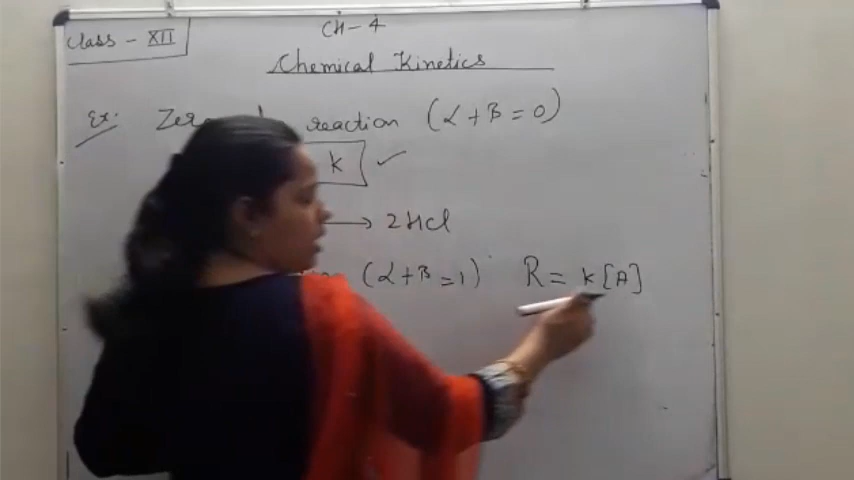 Class - XII
CH - 4
Chemical Kinetics
Ex:- reaction (α + B = 0)
k ✓
→ 2HCl
(α + B = 1) R = k [A]